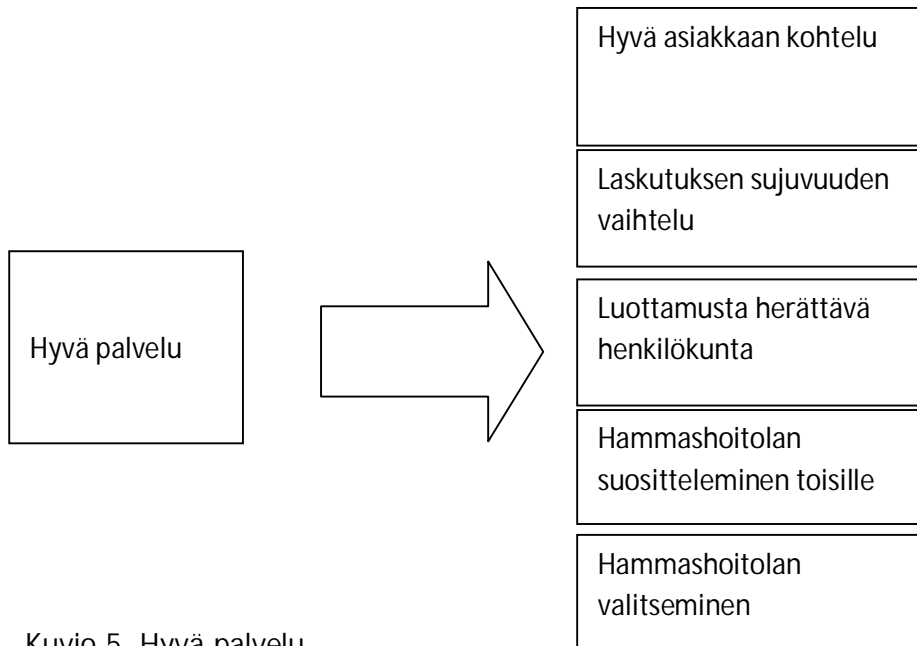 Hyvä asiakkaan kohtelu
Laskutuksen sujuvuuden
vaihtelu
Luottamusta herättävä
henkilökunta
Hyvä palvelu
Hammashoitolan
suositteleminen toisille
Hammashoitolan
valitseminen
Kuvio 5. Hyvä palvelu